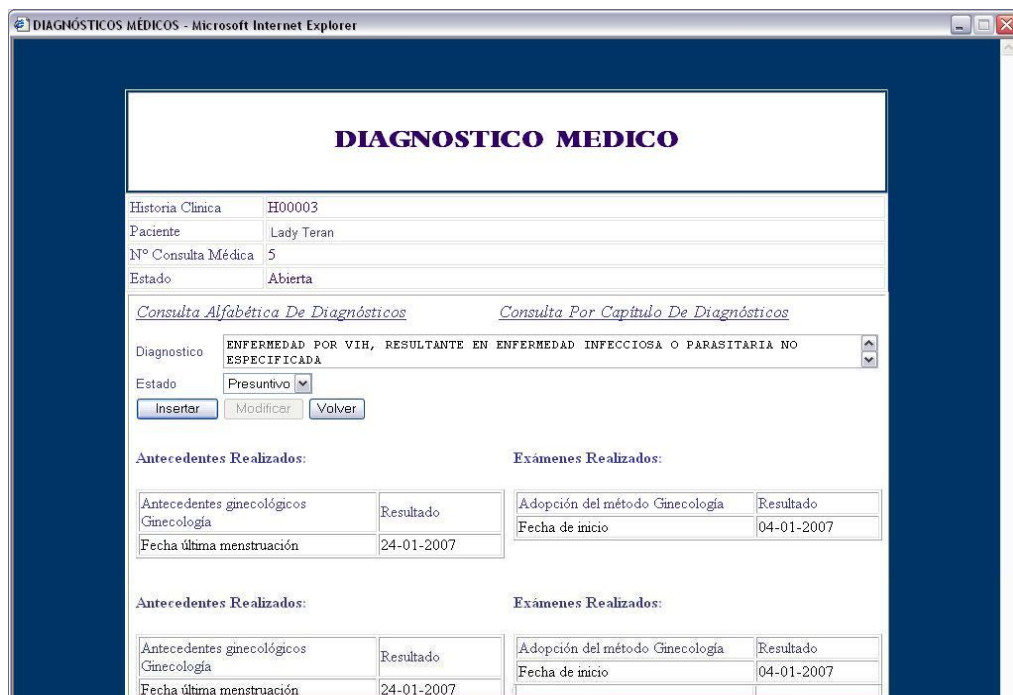 DIAGNÓSTICOS MÉDICOS - Microsoft Internet Explorer
DIAGNOSTICO MEDICO
Historia Clinica H00003
Paciente Lady Teran
Nº Consulta Médica 5
Estado Abierta
Consulta Alfabética De Diagnósticos Consulta Por Capítulo De Diagnósticos
Diagnostico ENFERMEDAD POR VIH, RESULTANTE EN ENFERMEDAD INFECCIOSA O PARASITARIA NO
ESPECIFICADA
Estado Presuntivo
Insertar Modificar Volver
Antecedentes Realizados: Exámenes Realizados:
Antecedentes ginecológicos
Ginecología Resultado
Fecha última menstruación 24-01-2007
Adopción del método Ginecología Resultado
Fecha de inicio 04-01-2007
Antecedentes Realizados: Exámenes Realizados:
Antecedentes ginecológicos
Ginecología Resultado
Fecha última menstruación 24-01-2007
Adopción del método Ginecología Resultado
Fecha de inicio 04-01-2007